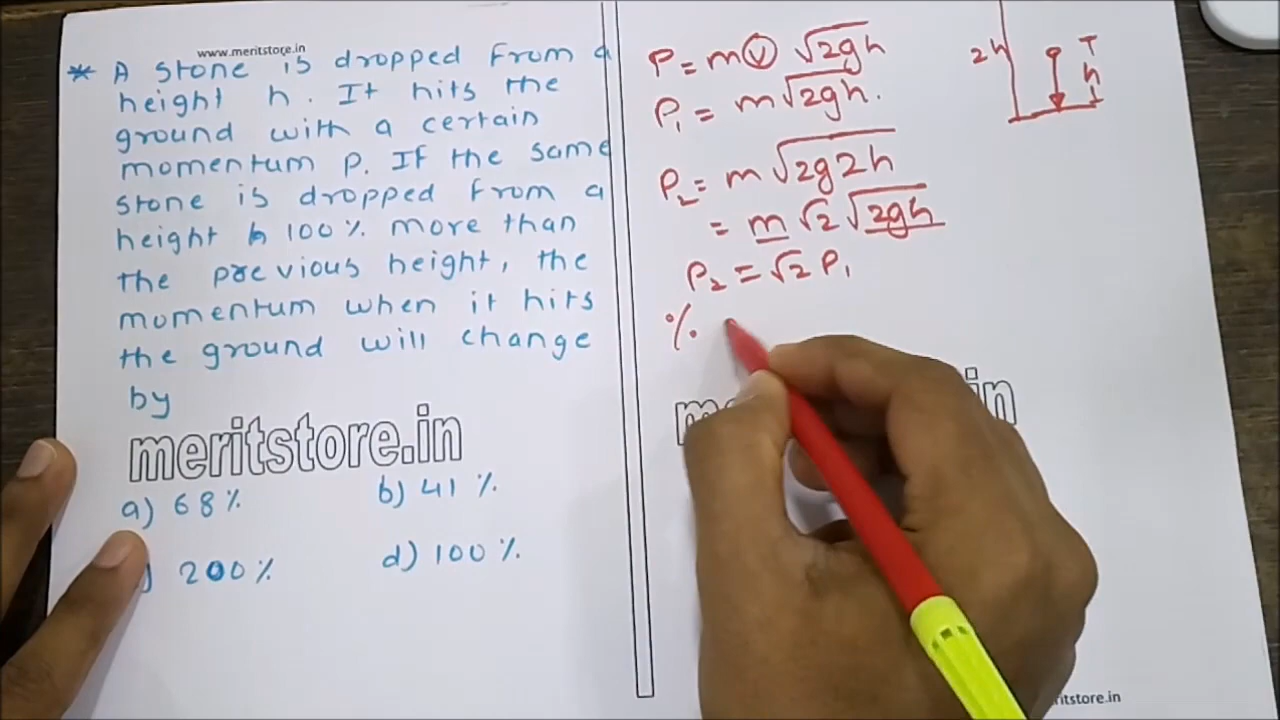 www.meritstore.in
* A stone is dropped from a
height h. It hits the
ground with a certain
momentum p. If the same
stone is dropped from a
height h 100% more than
the previous height, the
momentum when it hits
the ground will change
by
meritstore.in
a) 68% b) 41%
) 200% d) 100%
P = m v √2gh
P₁ = m√2gh.
P₂ = m√2g2h
= m √2 √2gh
P₂ = √2 P₁
%
2h
h
m in
itstore.in